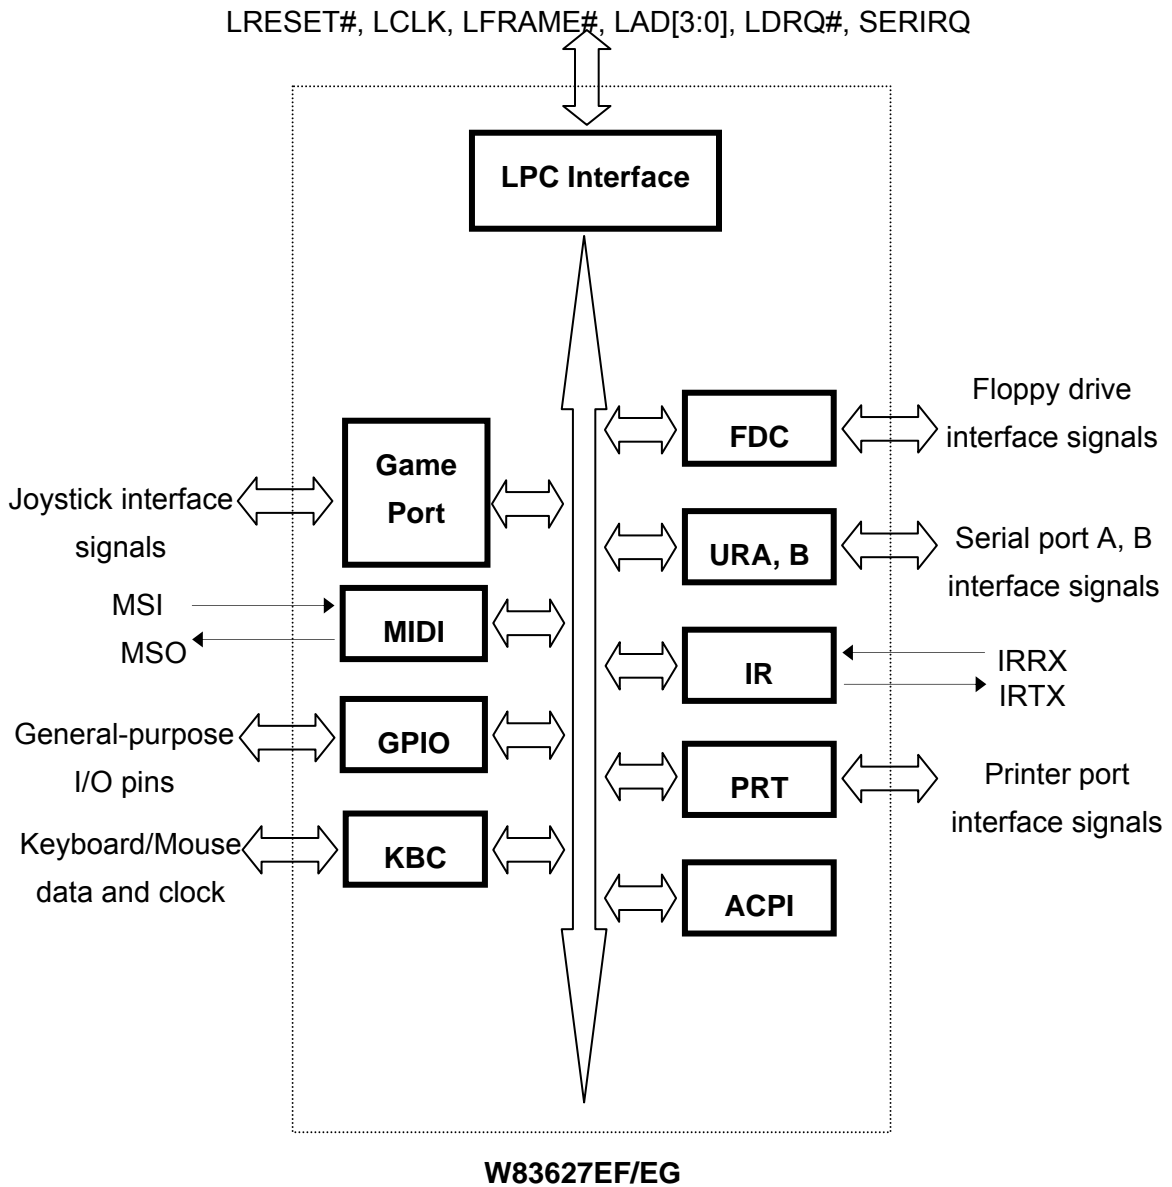 LRESET#, LCLK, LFRAME#, LAD[3:0], LDRQ#, SERIRQ
LPC Interface
Joystick interface
signals
Game
Port
MSI
MSO
MIDI
General-purpose
I/O pins
GPIO
Keyboard/Mouse
data and clock
KBC
FDC
Floppy drive
interface signals
URA, B
Serial port A, B
interface signals
IR
IRRX
IRTX
PRT
Printer port
interface signals
ACPI
W83627EF/EG